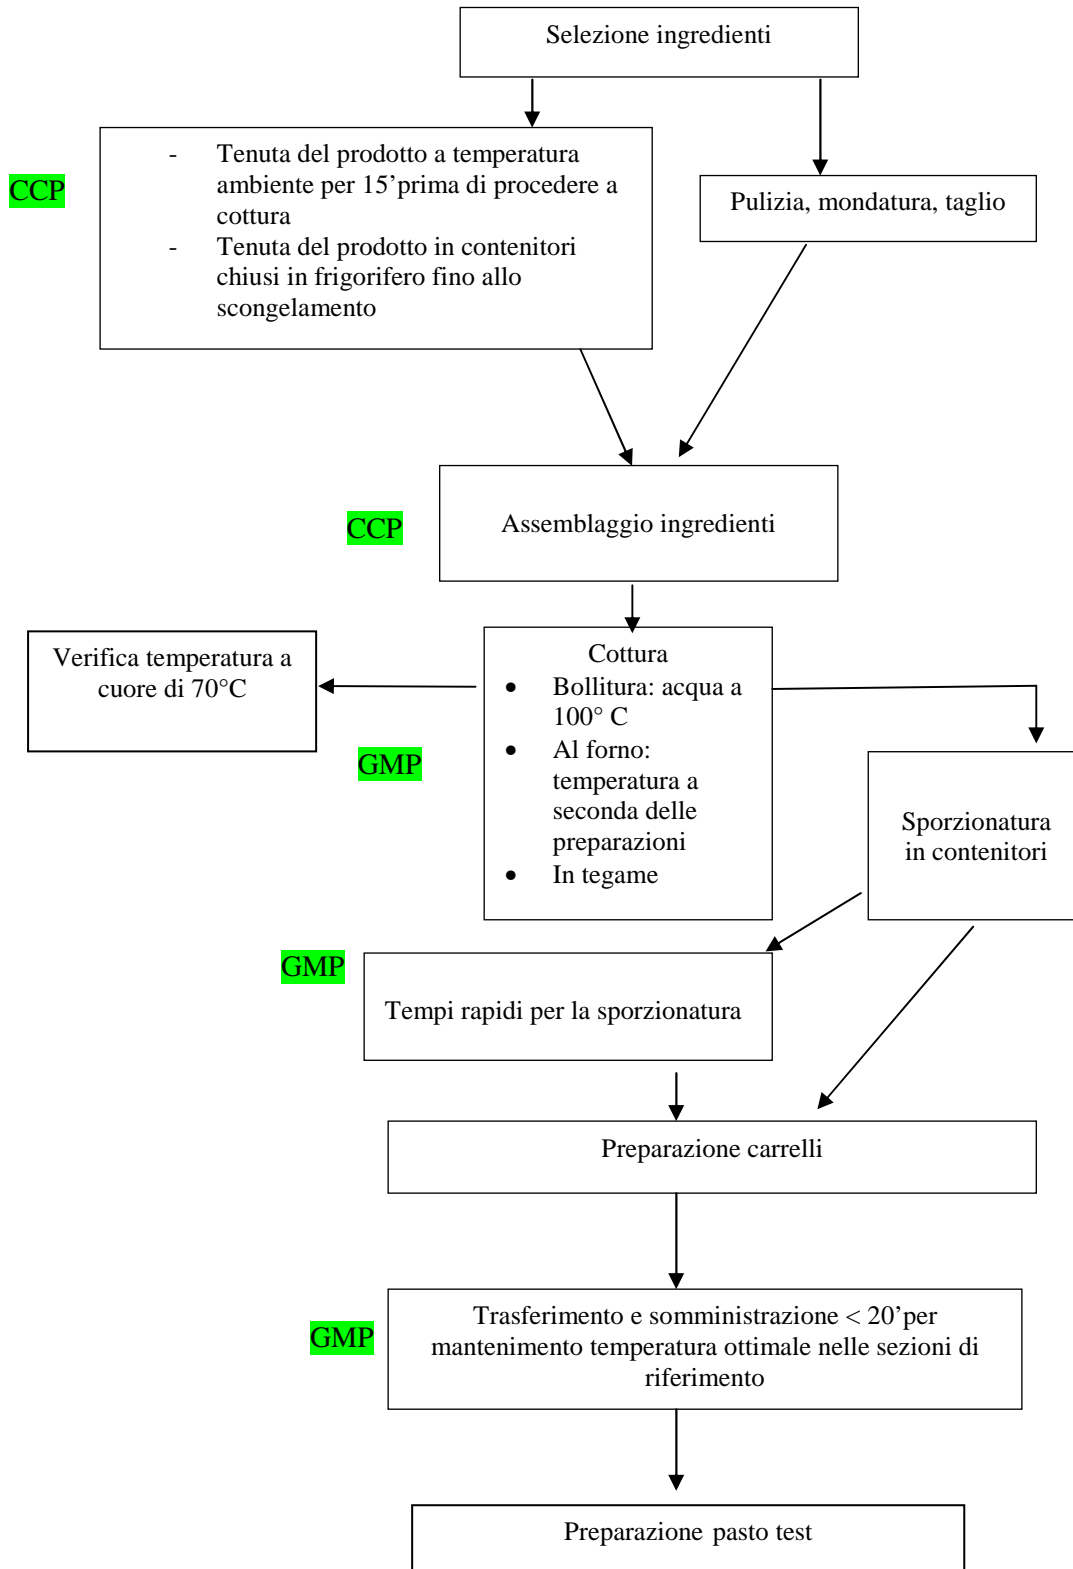 Selezione ingredienti
CCP
- Tenuta del prodotto a temperatura
ambiente per 15’prima di procedere a
cottura
- Tenuta del prodotto in contenitori
chiusi in frigorifero fino allo
scongelamento
Pulizia, mondatura, taglio
CCP
Assemblaggio ingredienti
Verifica temperatura a
cuore di 70°C
GMP
Cottura
• Bollitura: acqua a
100° C
• Al forno:
temperatura a
seconda delle
preparazioni
• In tegame
Sporzionatura
in contenitori
GMP
Tempi rapidi per la sporzionatura
Preparazione carrelli
GMP
Trasferimento e somministrazione < 20’per
mantenimento temperatura ottimale nelle sezioni di
riferimento
Preparazione pasto test